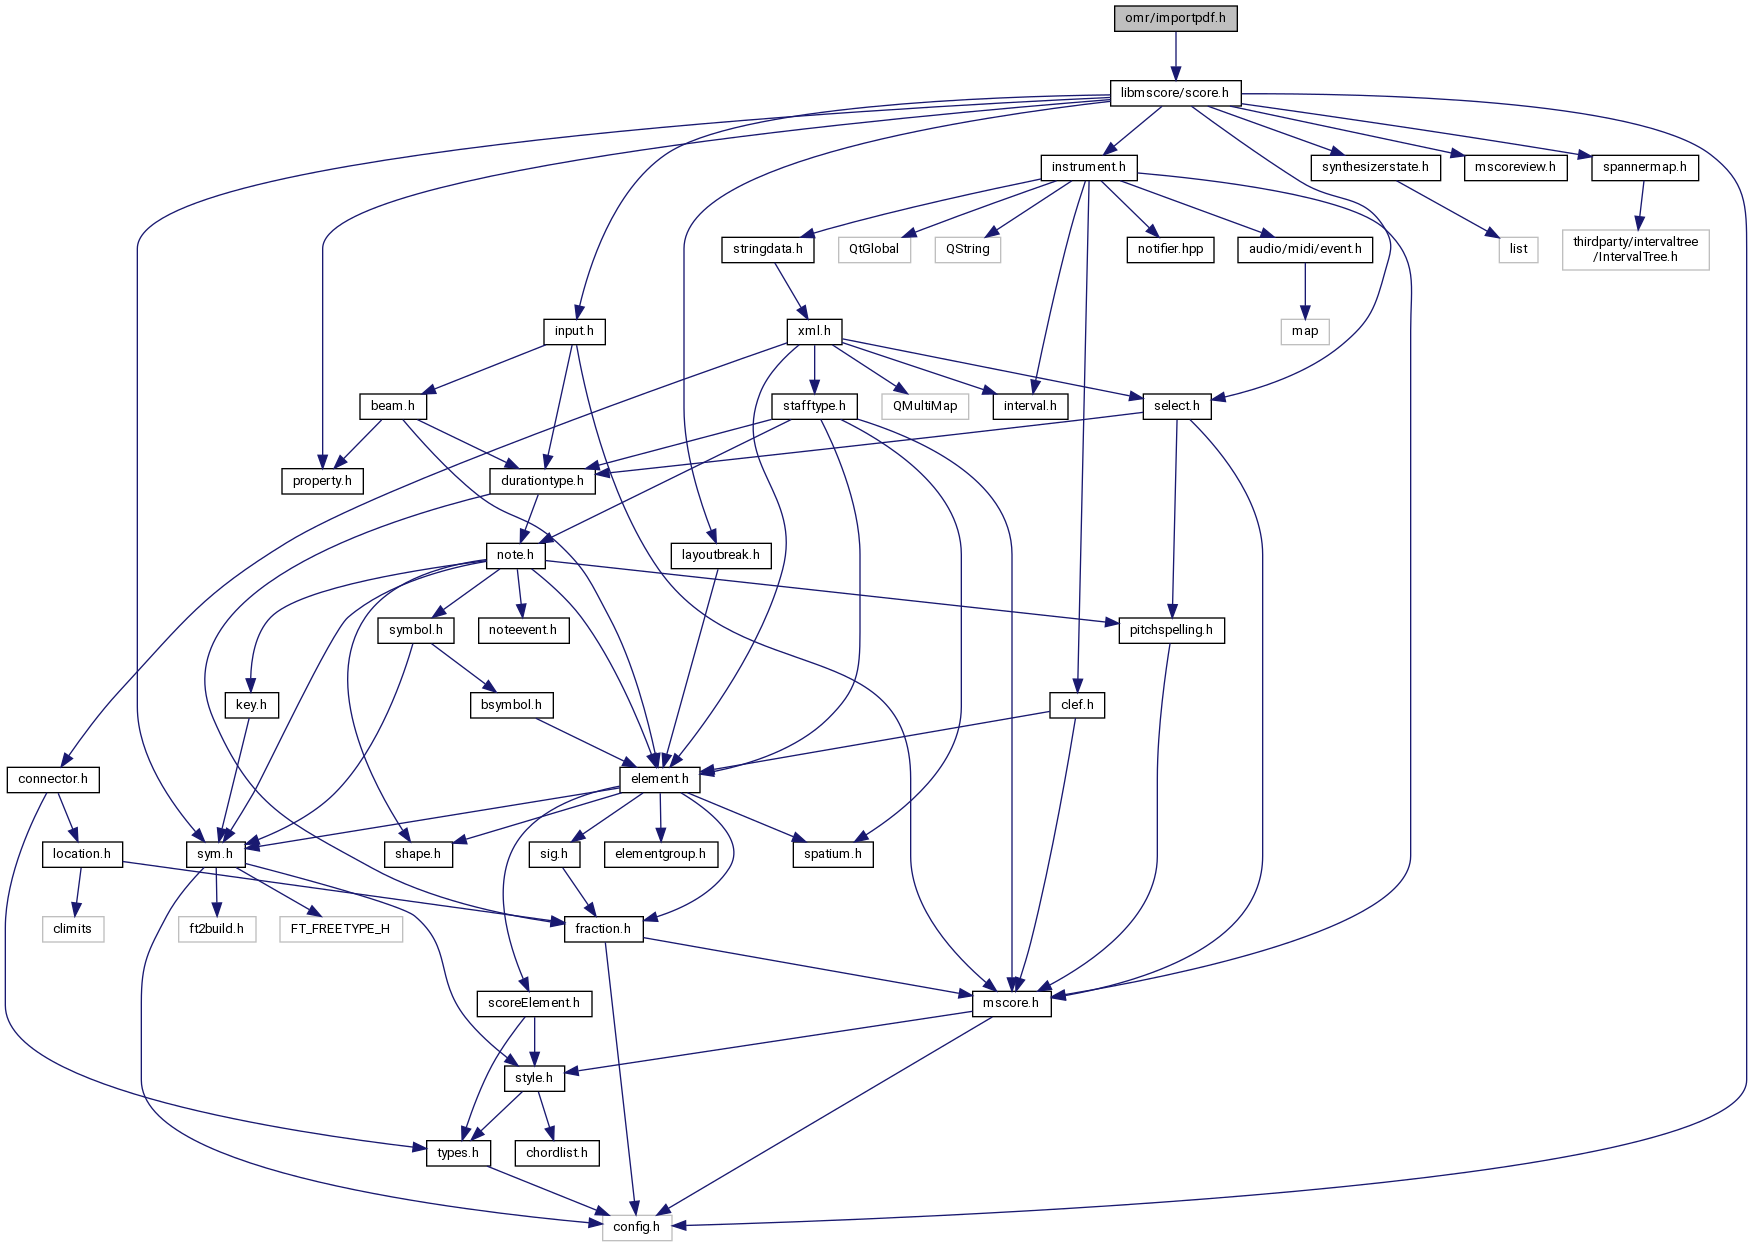 omr/importpdf.h
libmscore/score.h
instrument.h
synthesizerstate.h
mscoreview.h
spannermap.h
stringdata.h
QtGlobal
QString
notifier.hpp
audio/midi/event.h
list
thirdparty/intervaltree
/IntervalTree.h
input.h
xml.h
map
beam.h
stafftype.h
QMultiMap
interval.h
select.h
property.h
durationtype.h
note.h
layoutbreak.h
symbol.h
noteevent.h
pitchspelling.h
key.h
bsymbol.h
clef.h
connector.h
element.h
location.h
sym.h
shape.h
sig.h
elementgroup.h
spatium.h
climits
ft2build.h
FT_FREETYPE_H
fraction.h
scoreElement.h
mscore.h
style.h
types.h
chordlist.h
config.h